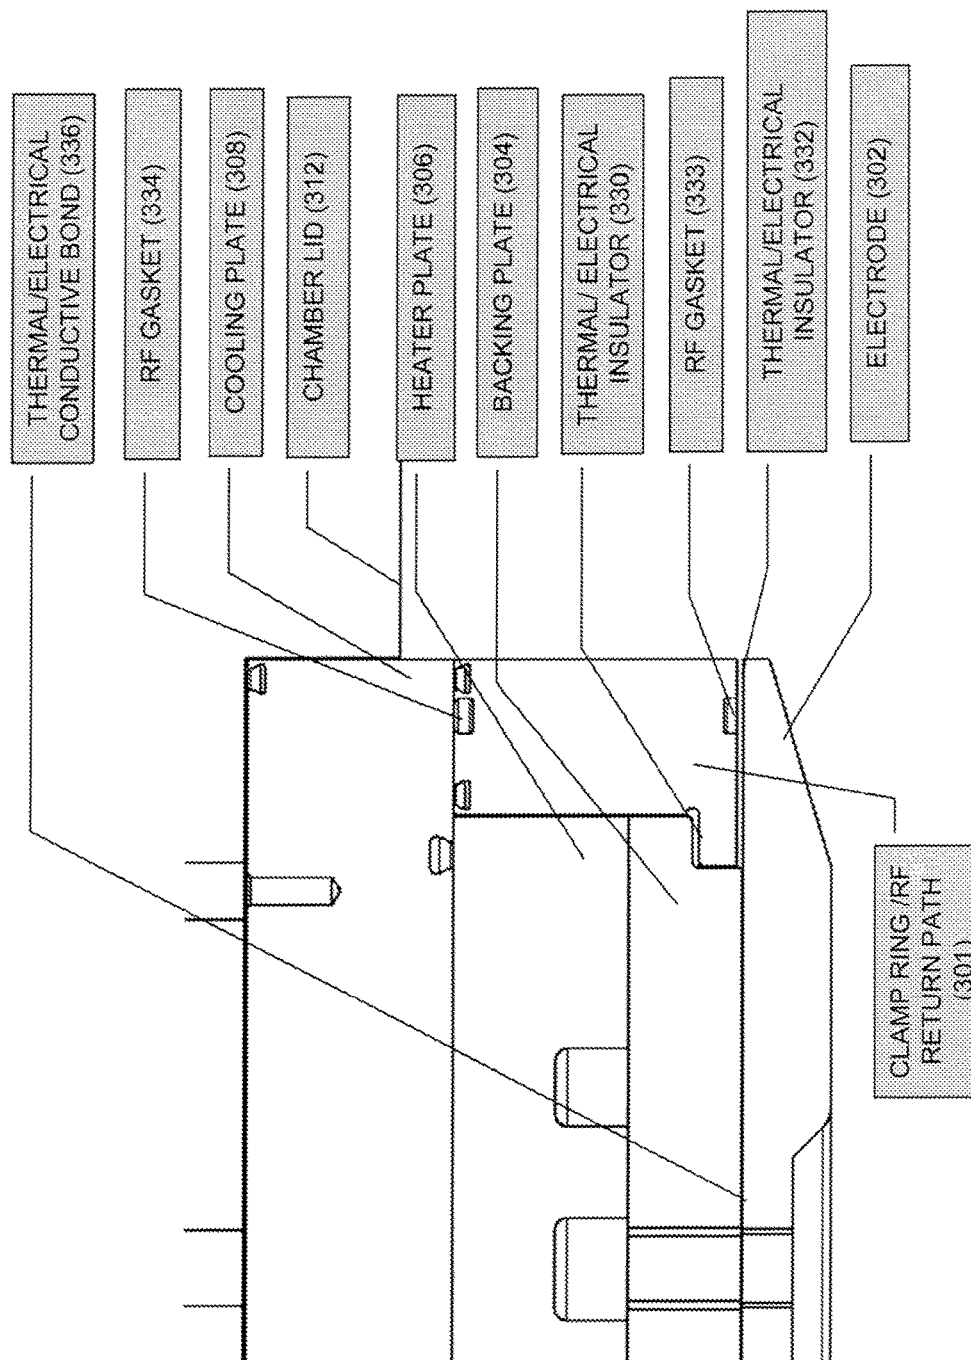 THERMAL/ELECTRICAL
CONDUCTIVE BOND (336)
RF GASKET (334)
COOLING PLATE (308)
CHAMBER LID (312)
HEATER PLATE (306)
BACKING PLATE (304)
THERMAL/ ELECTRICAL
INSULATOR (330)
RF GASKET (333)
THERMAL/ELECTRICAL
INSULATOR (332)
ELECTRODE (302)
CLAMP RING /RF
RETURN PATH
(301)